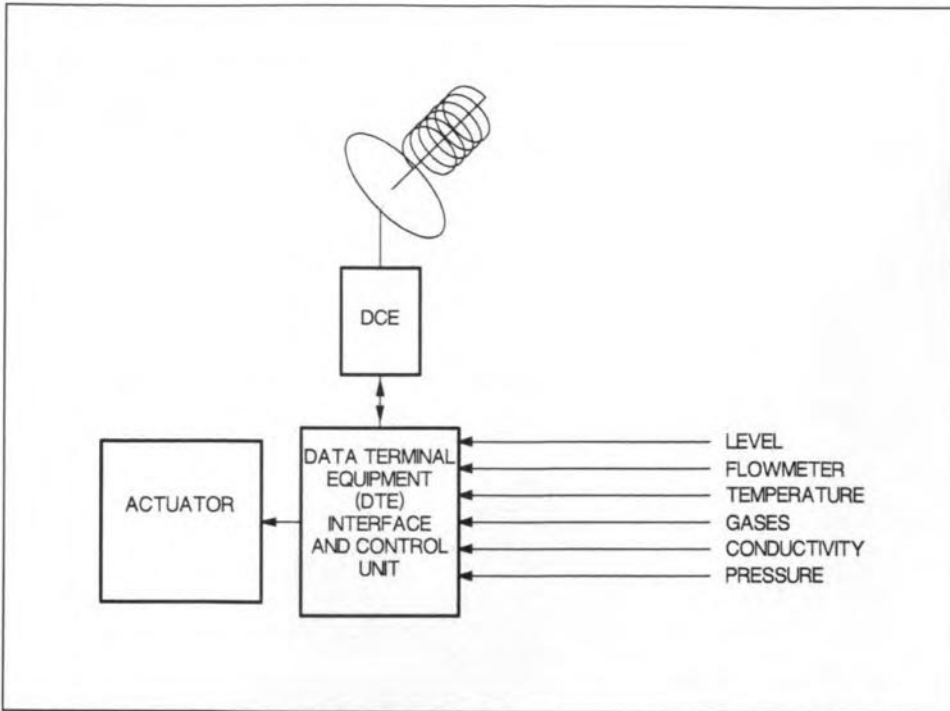 DCE
ACTUATOR
DATA TERMINAL
EQUIPMENT
(DTE)
INTERFACE
AND CONTROL
UNIT
LEVEL
FLOWMETER
TEMPERATURE
GASES
CONDUCTIVITY
PRESSURE